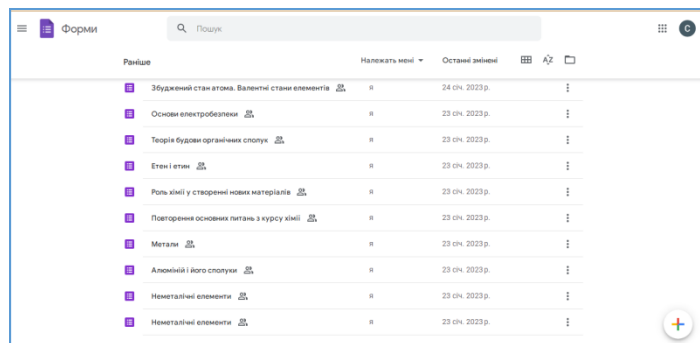 Форми
Пошук
С
Раніше Належать мені Останні змінені AZ
Збуджений стан атома. Валентні стани елементів я 24 січ. 2023 р.
Основи електробезпеки я 23 січ. 2023 р.
Теорія будови органічних сполук я 23 січ. 2023 р.
Етен і етин я 23 січ. 2023 р.
Роль хімії у створенні нових матеріалів я 23 січ. 2023 р.
Повторення основних питань з курсу хімії я 23 січ. 2023 р.
Метали я 23 січ. 2023 р.
Алюміній і його сполуки я 23 січ. 2023 р.
Неметалічні елементи я 23 січ. 2023 р.
Неметалічні елементи я 23 січ. 2023 р.